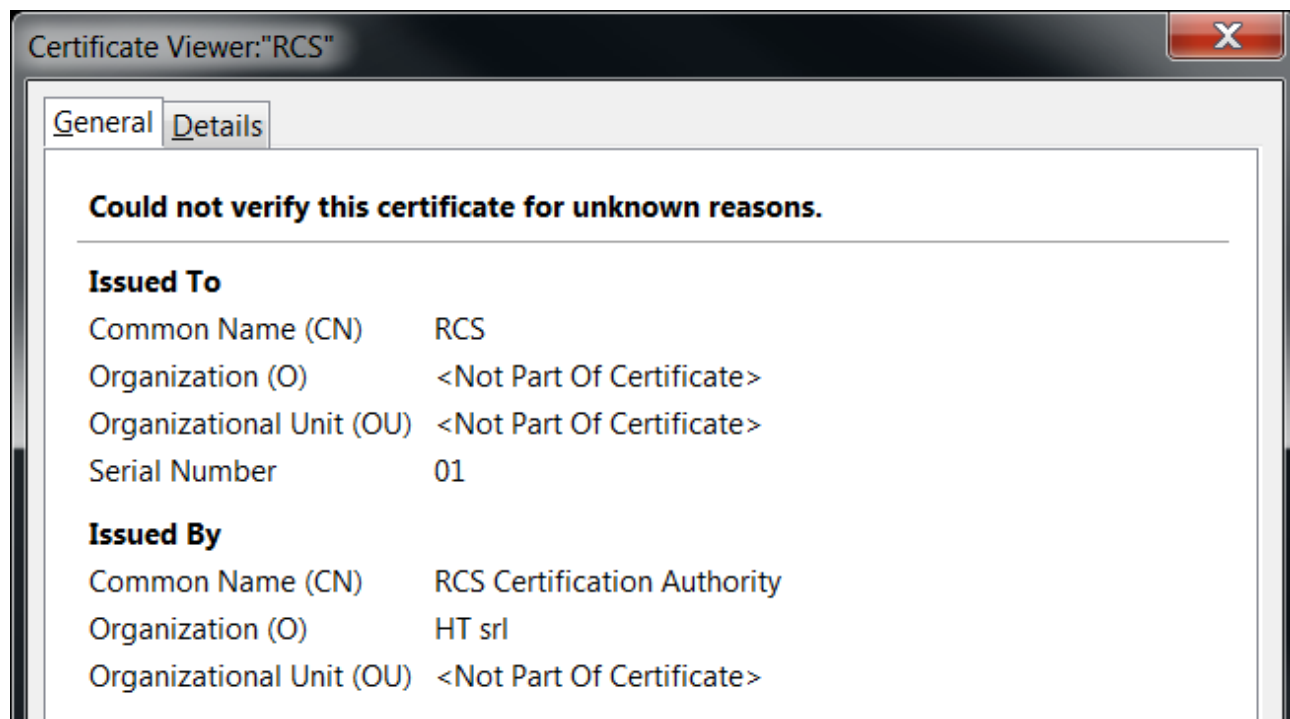 Certificate Viewer:"RCS"
X
General Details
Could not verify this certificate for unknown reasons.
Issued To
Common Name (CN) RCS
Organization (O) <Not Part Of Certificate>
Organizational Unit (OU) <Not Part Of Certificate>
Serial Number 01
Issued By
Common Name (CN) RCS Certification Authority
Organization (O) HT srl
Organizational Unit (OU) <Not Part Of Certificate>